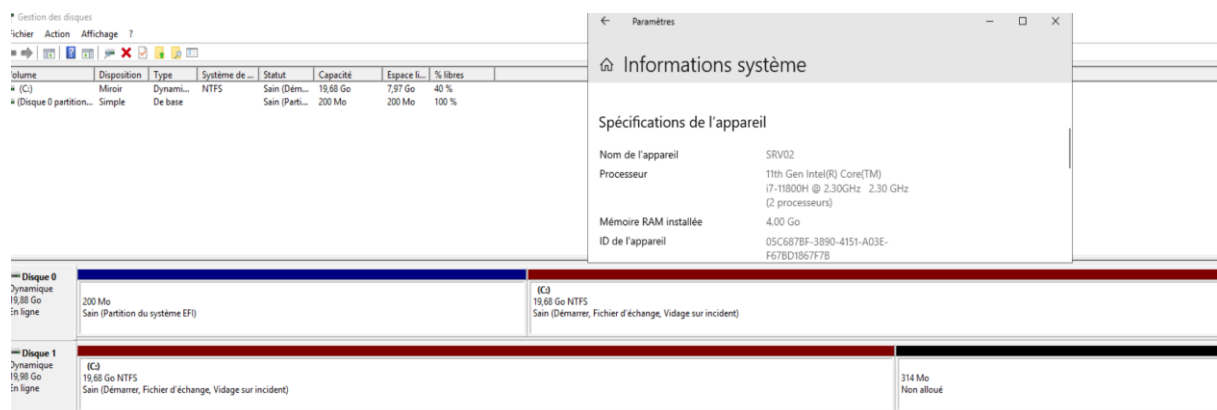 Gestion des disques
ichier Action Affichage ?
olume Disposition Type Système de ... Statut Capacité Espace li... % libres
(C:) Miroir Dynami... NTFS Sain (Dém... 19,68 Go 7,97 Go 40 %
(Disque 0 partition... Simple De base Sain (Parti... 200 Mo 200 Mo 100 %
Paramètres
Informations système
Spécifications de l'appareil
Nom de l'appareil SRV02
Processeur 11th Gen Intel(R) Core(TM)
i7-11800H @ 2.30GHz 2.30 GHz
(2 processeurs)
Mémoire RAM installée 4.00 Go
ID de l'appareil 05C687BF-3890-4151-A03E-
F67BD1867F7B
Disque 0
Dynamique
19,88 Go
En ligne
200 Mo
Sain (Partition du système EFI)
(C:)
19,68 Go NTFS
Sain (Démarrer, Fichier d'échange, Vidage sur incident)
Disque 1
Dynamique
19,98 Go
En ligne
(C:)
19,68 Go NTFS
Sain (Démarrer, Fichier d'échange, Vidage sur incident)
314 Mo
Non alloué